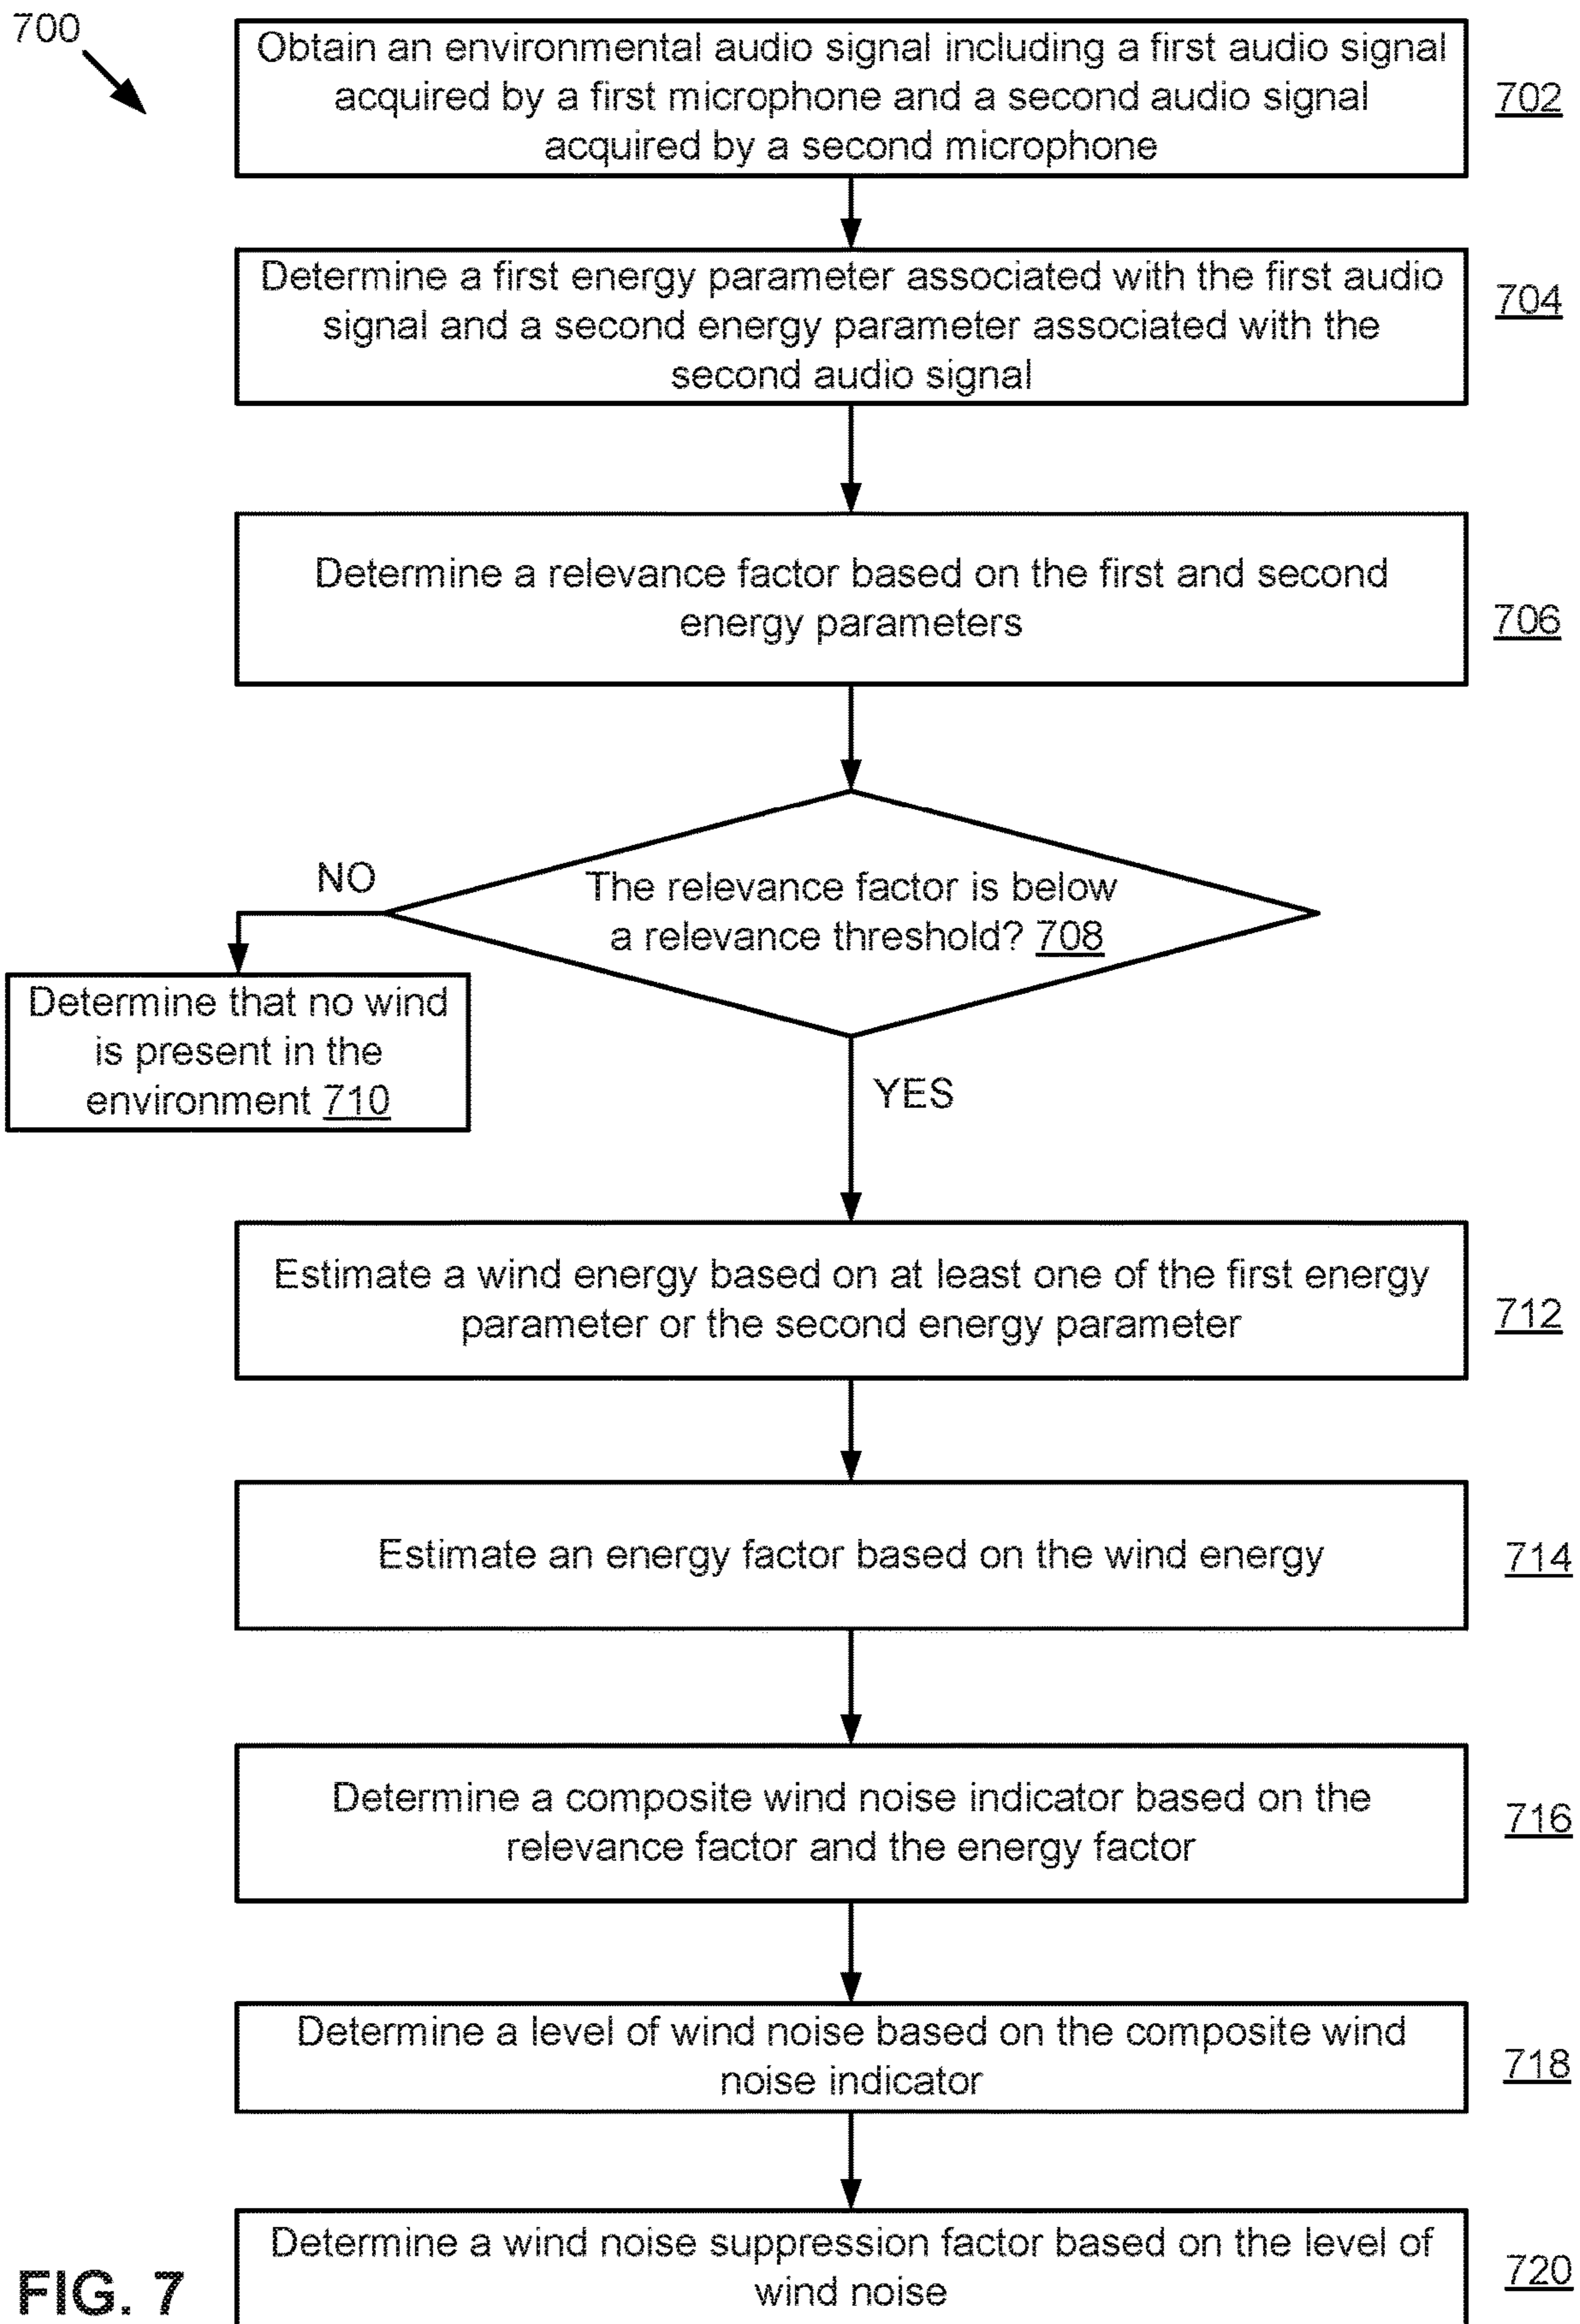 700
Obtain an environmental audio signal including a first audio signal
acquired by a first microphone and a second audio signal
acquired by a second microphone
702
Determine a first energy parameter associated with the first audio
signal and a second energy parameter associated with the
second audio signal
704
Determine a relevance factor based on the first and second
energy parameters
706
NO
The relevance factor is below
a relevance threshold? 708
Determine that no wind
is present in the
environment 710
YES
Estimate a wind energy based on at least one of the first energy
parameter or the second energy parameter
712
Estimate an energy factor based on the wind energy
714
Determine a composite wind noise indicator based on the
relevance factor and the energy factor
716
Determine a level of wind noise based on the composite wind
noise indicator
718
Determine a wind noise suppression factor based on the level of
wind noise
720
FIG. 7